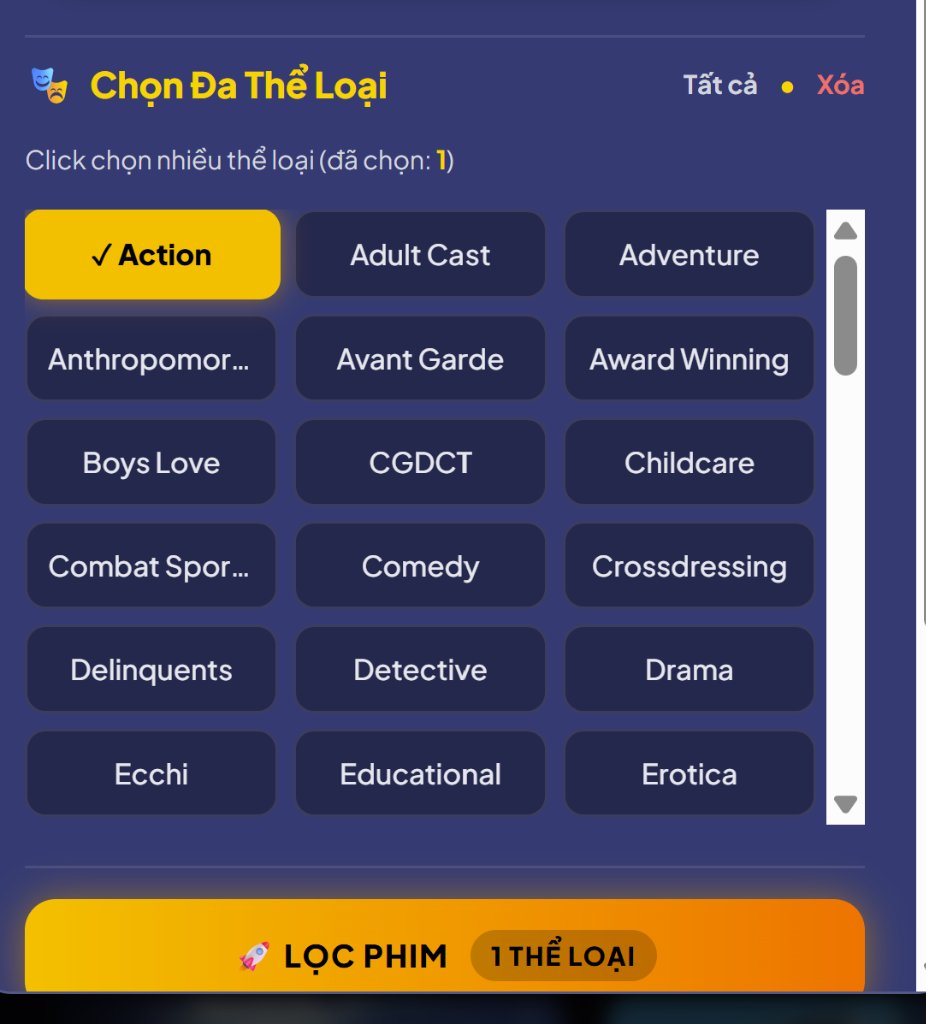 Chọn Đa Thể Loại Tất cả • Xóa
Click chọn nhiều thể loại (đã chọn: 1)
✓ Action Adult Cast Adventure
Anthropomor... Avant Garde Award Winning
Boys Love CGDCT Childcare
Combat Spor... Comedy Crossdressing
Delinquents Detective Drama
Ecchi Educational Erotica
LỌC PHIM 1 THỂ LOẠI